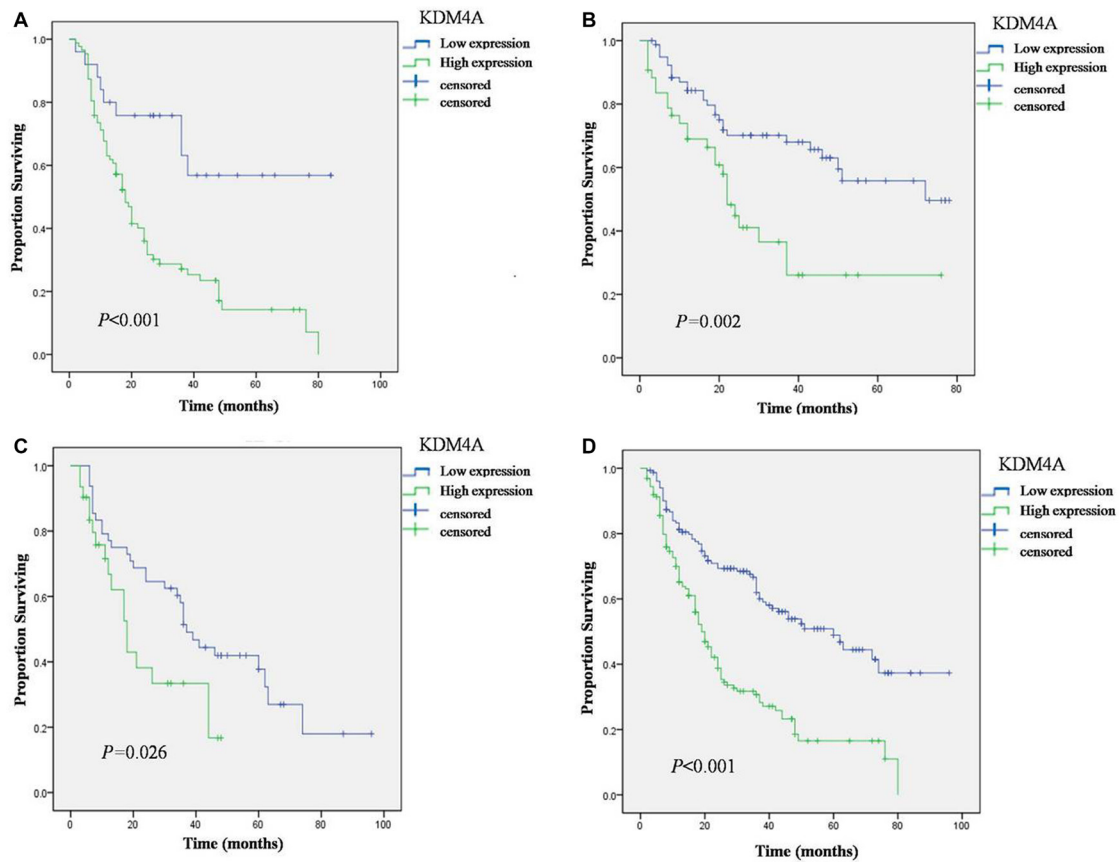 A
KDM4A
Low expression
High expression
censored
censored
Proportion Surviving
1.0
0.8
0.6
0.4
0.2
0.0
P<0.001
0 20 40 60 80 100
Time (months)
B
KDM4A
Low expression
High expression
censored
censored
Proportion Surviving
1.0
0.8
0.6
0.4
0.2
0.0
P=0.002
0 20 40 60 80
Time (months)
C
KDM4A
Low expression
High expression
censored
censored
Proportion Surviving
1.0
0.8
0.6
0.4
0.2
0.0
P=0.026
0 20 40 60 80 100
Time (months)
D
KDM4A
Low expression
High expression
censored
censored
Proportion Surviving
1.0
0.8
0.6
0.4
0.2
0.0
P<0.001
0 20 40 60 80 100
Time (months)